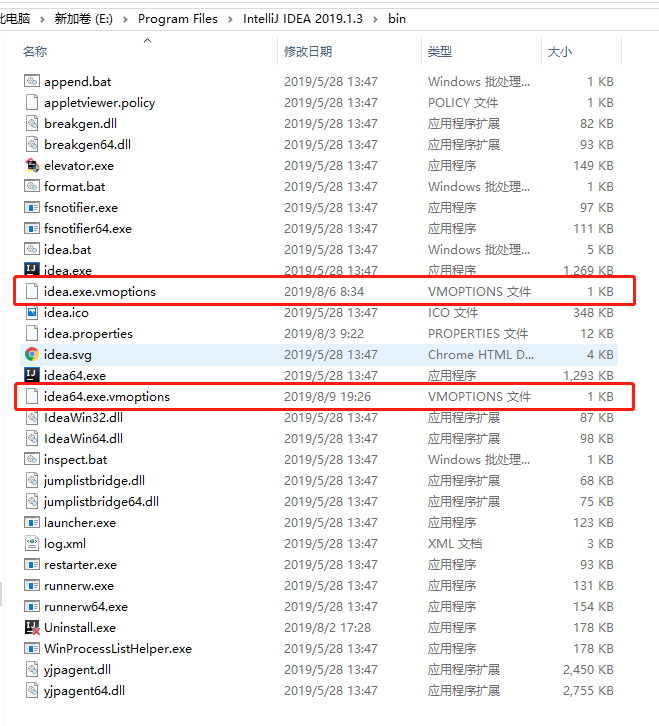 此电脑 › 新加卷 (E:) › Program Files › IntelliJ IDEA 2019.1.3 › bin
名称 修改日期 类型 大小
append.bat 2019/5/28 13:47 Windows 批处理... 1 KB
appletviewer.policy 2019/5/28 13:47 POLICY 文件 1 KB
breakgen.dll 2019/5/28 13:47 应用程序扩展 82 KB
breakgen64.dll 2019/5/28 13:47 应用程序扩展 93 KB
elevator.exe 2019/5/28 13:47 应用程序 149 KB
format.bat 2019/5/28 13:47 Windows 批处理... 1 KB
fsnotifier.exe 2019/5/28 13:47 应用程序 97 KB
fsnotifier64.exe 2019/5/28 13:47 应用程序 111 KB
idea.bat 2019/5/28 13:47 Windows 批处理... 5 KB
idea.exe 2019/5/28 13:47 应用程序 1,269 KB
idea.exe.vmoptions 2019/8/6 8:34 VMOPTIONS 文件 1 KB
idea.ico 2019/5/28 13:47 ICO 文件 348 KB
idea.properties 2019/8/3 9:22 PROPERTIES 文件 12 KB
idea.svg 2019/5/28 13:47 Chrome HTML D... 4 KB
idea64.exe 2019/5/28 13:47 应用程序 1,293 KB
idea64.exe.vmoptions 2019/8/9 19:26 VMOPTIONS 文件 1 KB
IdeaWin32.dll 2019/5/28 13:47 应用程序扩展 87 KB
IdeaWin64.dll 2019/5/28 13:47 应用程序扩展 98 KB
inspect.bat 2019/5/28 13:47 Windows 批处理... 1 KB
jumplistbridge.dll 2019/5/28 13:47 应用程序扩展 68 KB
jumplistbridge64.dll 2019/5/28 13:47 应用程序扩展 75 KB
launcher.exe 2019/5/28 13:47 应用程序 123 KB
log.xml 2019/5/28 13:47 XML 文档 3 KB
restarter.exe 2019/5/28 13:47 应用程序 93 KB
runnerw.exe 2019/5/28 13:47 应用程序 131 KB
runnerw64.exe 2019/5/28 13:47 应用程序 154 KB
Uninstall.exe 2019/8/2 17:28 应用程序 178 KB
WinProcessListHelper.exe 2019/5/28 13:47 应用程序 178 KB
yjpagent.dll 2019/5/28 13:47 应用程序扩展 2,450 KB
yjpagent64.dll 2019/5/28 13:47 应用程序扩展 2,755 KB